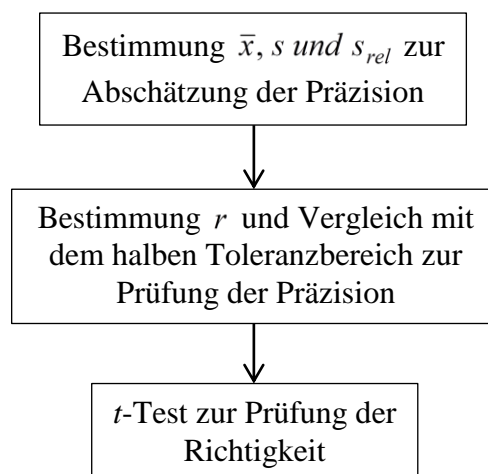 Bestimmung x̄, s und s_rel zur
Abschätzung der Präzision
Bestimmung r und Vergleich mit
dem halben Toleranzbereich zur
Prüfung der Präzision
t-Test zur Prüfung der
Richtigkeit